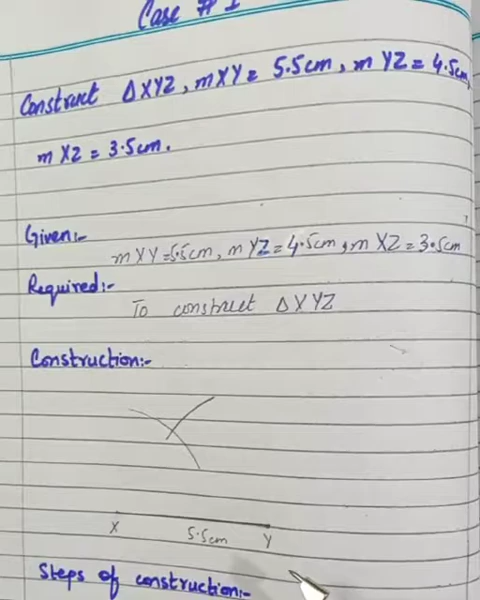 Case # 1
Construct ΔXYZ, mXY = 5.5cm, m YZ = 4.5cm,
m XZ = 3.5cm.
Given:-
mXY=5.5cm, m YZ = 4.5cm, m XZ = 3.5cm
Required:-
To construct ΔXYZ
Construction:-
X 5.5cm Y
Steps of construction:-